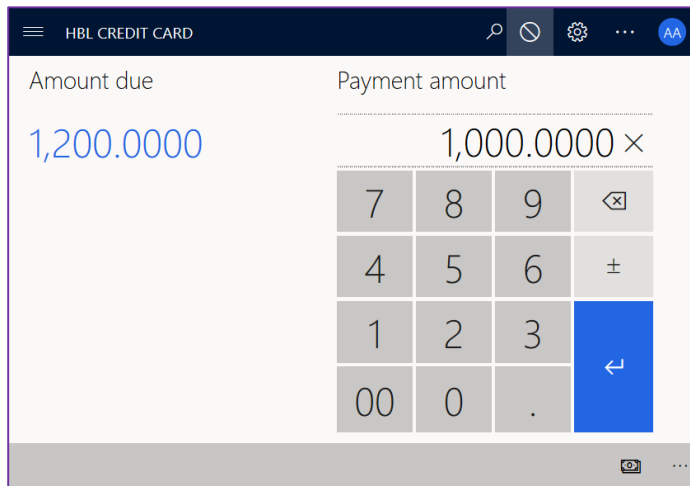 HBL CREDIT CARD
AA
Amount due
Payment amount
1,200.0000
1,000.0000
7 8 9
4 5 6 ±
1 2 3
00 0 .